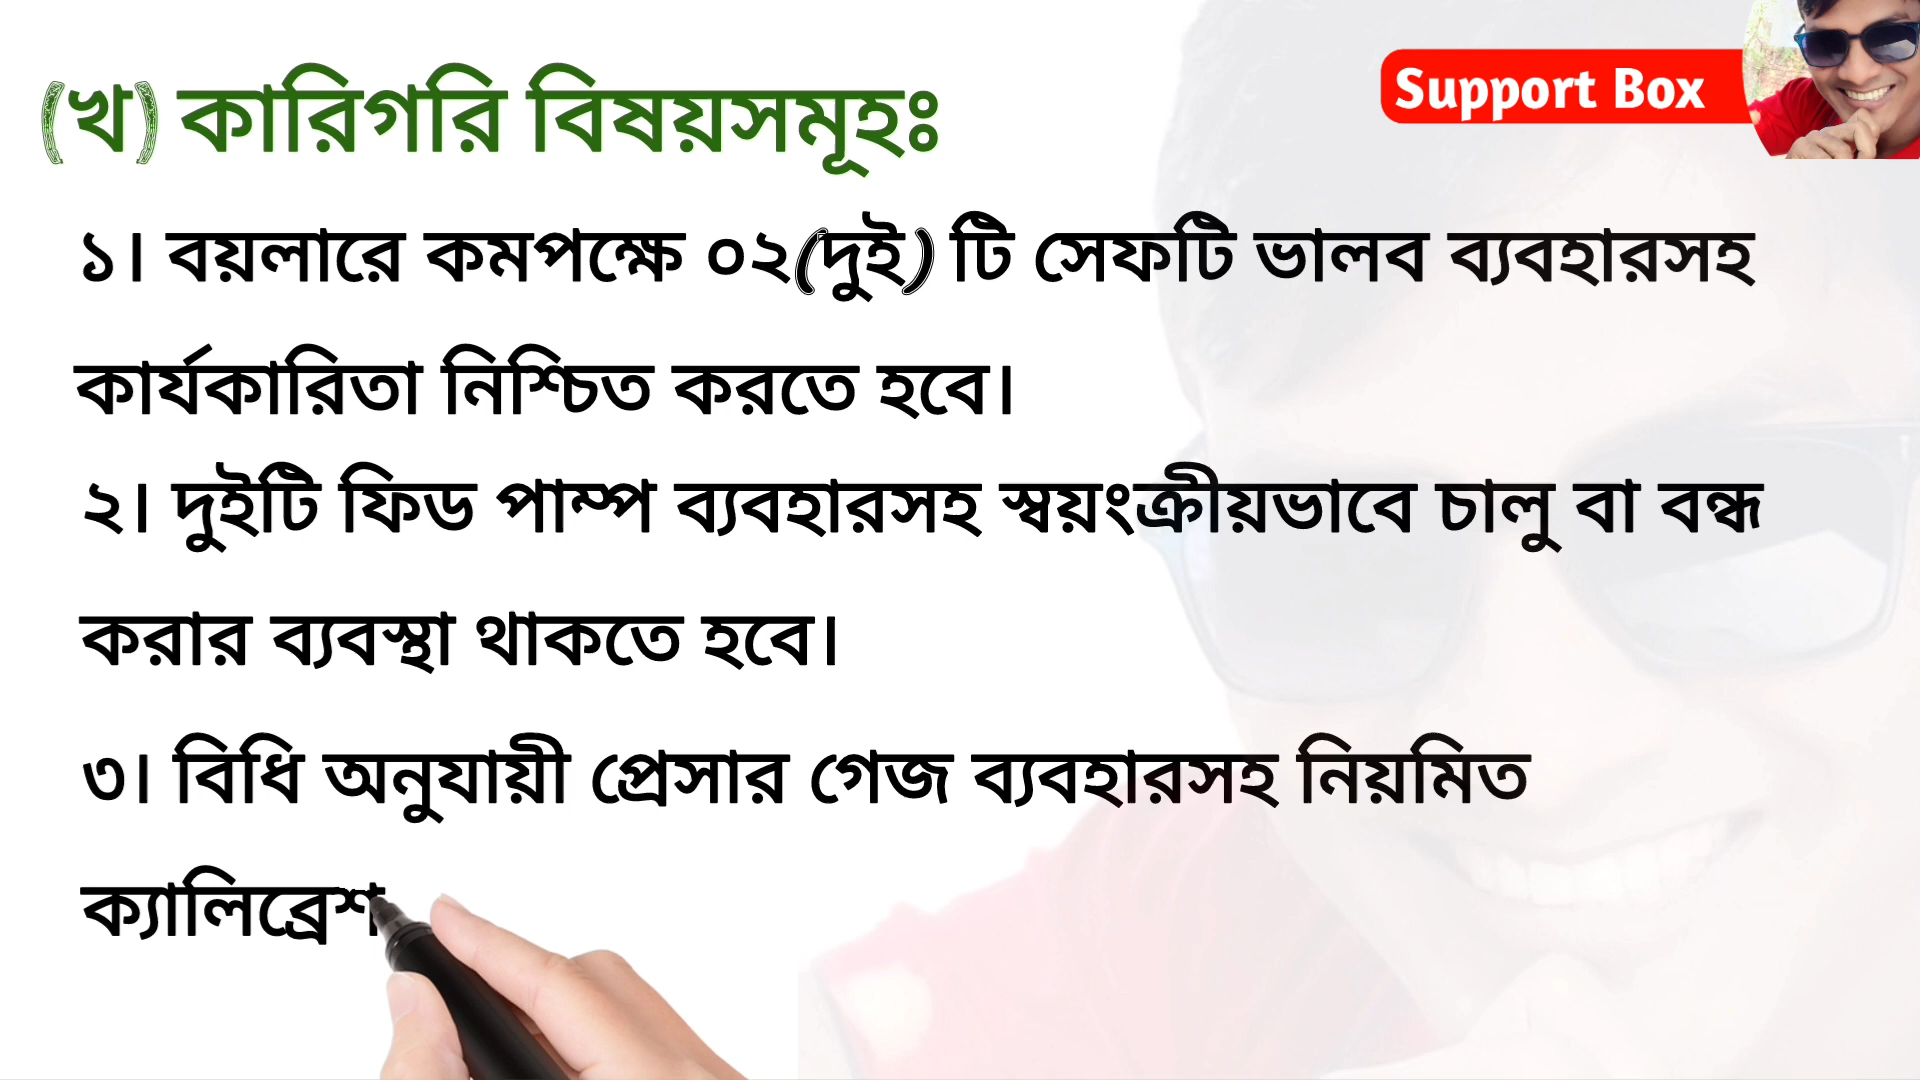 (খ) কারিগরি বিষয়সমূহঃ
Support Box
১। বয়লারে কমপক্ষে ০২(দুই) টি সেফটি ভালব ব্যবহারসহ
কার্যকারিতা নিশ্চিত করতে হবে।
২। দুইটি ফিড পাম্প ব্যবহারসহ স্বয়ংক্রীয়ভাবে চালু বা বন্ধ
করার ব্যবস্থা থাকতে হবে।
৩। বিধি অনুযায়ী প্রেসার গেজ ব্যবহারসহ নিয়মিত
ক্যালিব্রেশ